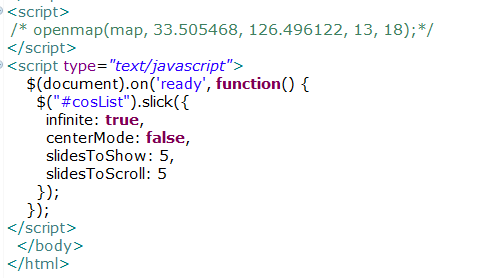 <script>
/* openmap(map, 33.505468, 126.496122, 13, 18);*/
</script>
<script type="text/javascript">
$(document).on('ready', function() {
$("#cosList").slick({
infinite: true,
centerMode: false,
slidesToShow: 5,
slidesToScroll: 5
});
});
</script>
</body>
</html>